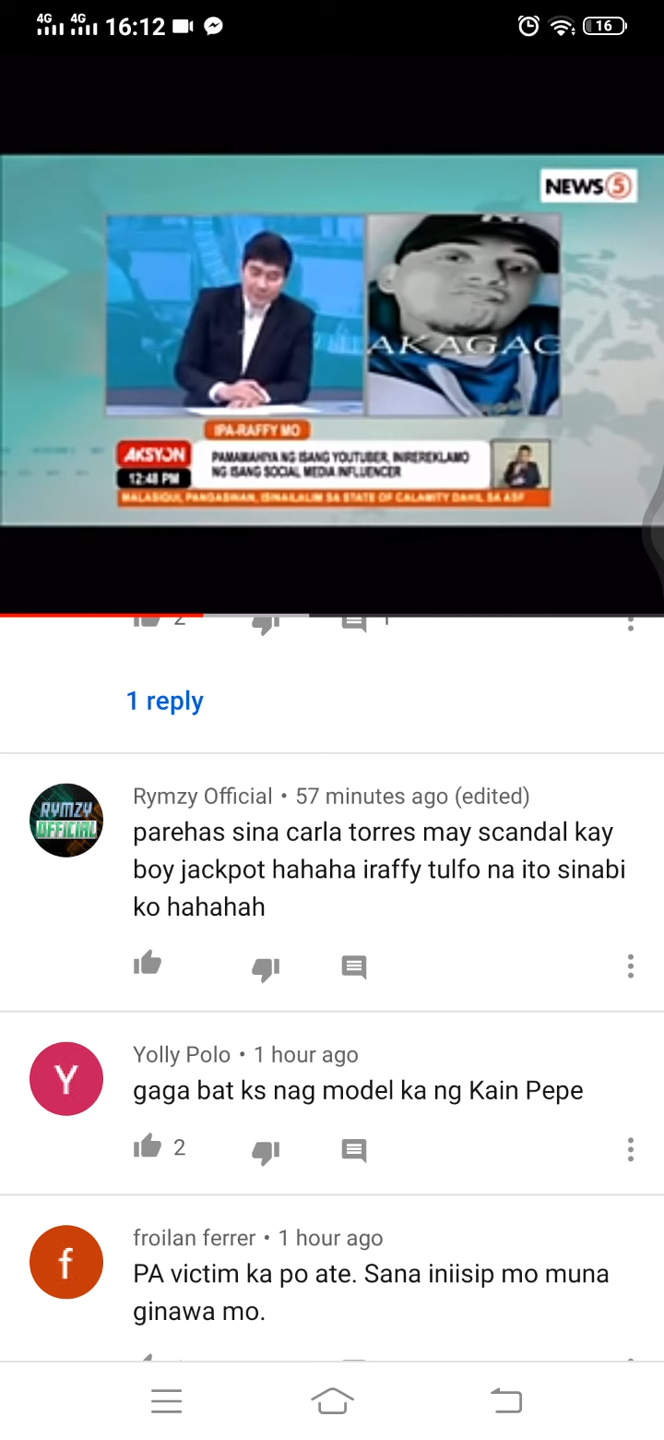 4G 4G 16:12 16
NEWS 5
AKAGAC
IPA-RAFFY MO
AKSYON
12:48 PM
PAMAMAHIYA NG ISANG YOUTUBER, INIREREKLAMO
NG ISANG SOCIAL MEDIA INFLUENCER
MALASIQUI, PANGASINAN, ISINAILALIM SA STATE OF CALAMITY DAHIL SA ASF
2 1
1 reply
RYMZY
OFFICIAL
Rymzy Official • 57 minutes ago (edited)
parehas sina carla torres may scandal kay
boy jackpot hahaha iraffy tulfo na ito sinabi
ko hahahah
Y
Yolly Polo • 1 hour ago
gaga bat ks nag model ka ng Kain Pepe
2
f
froilan ferrer • 1 hour ago
PA victim ka po ate. Sana iniisip mo muna
ginawa mo.